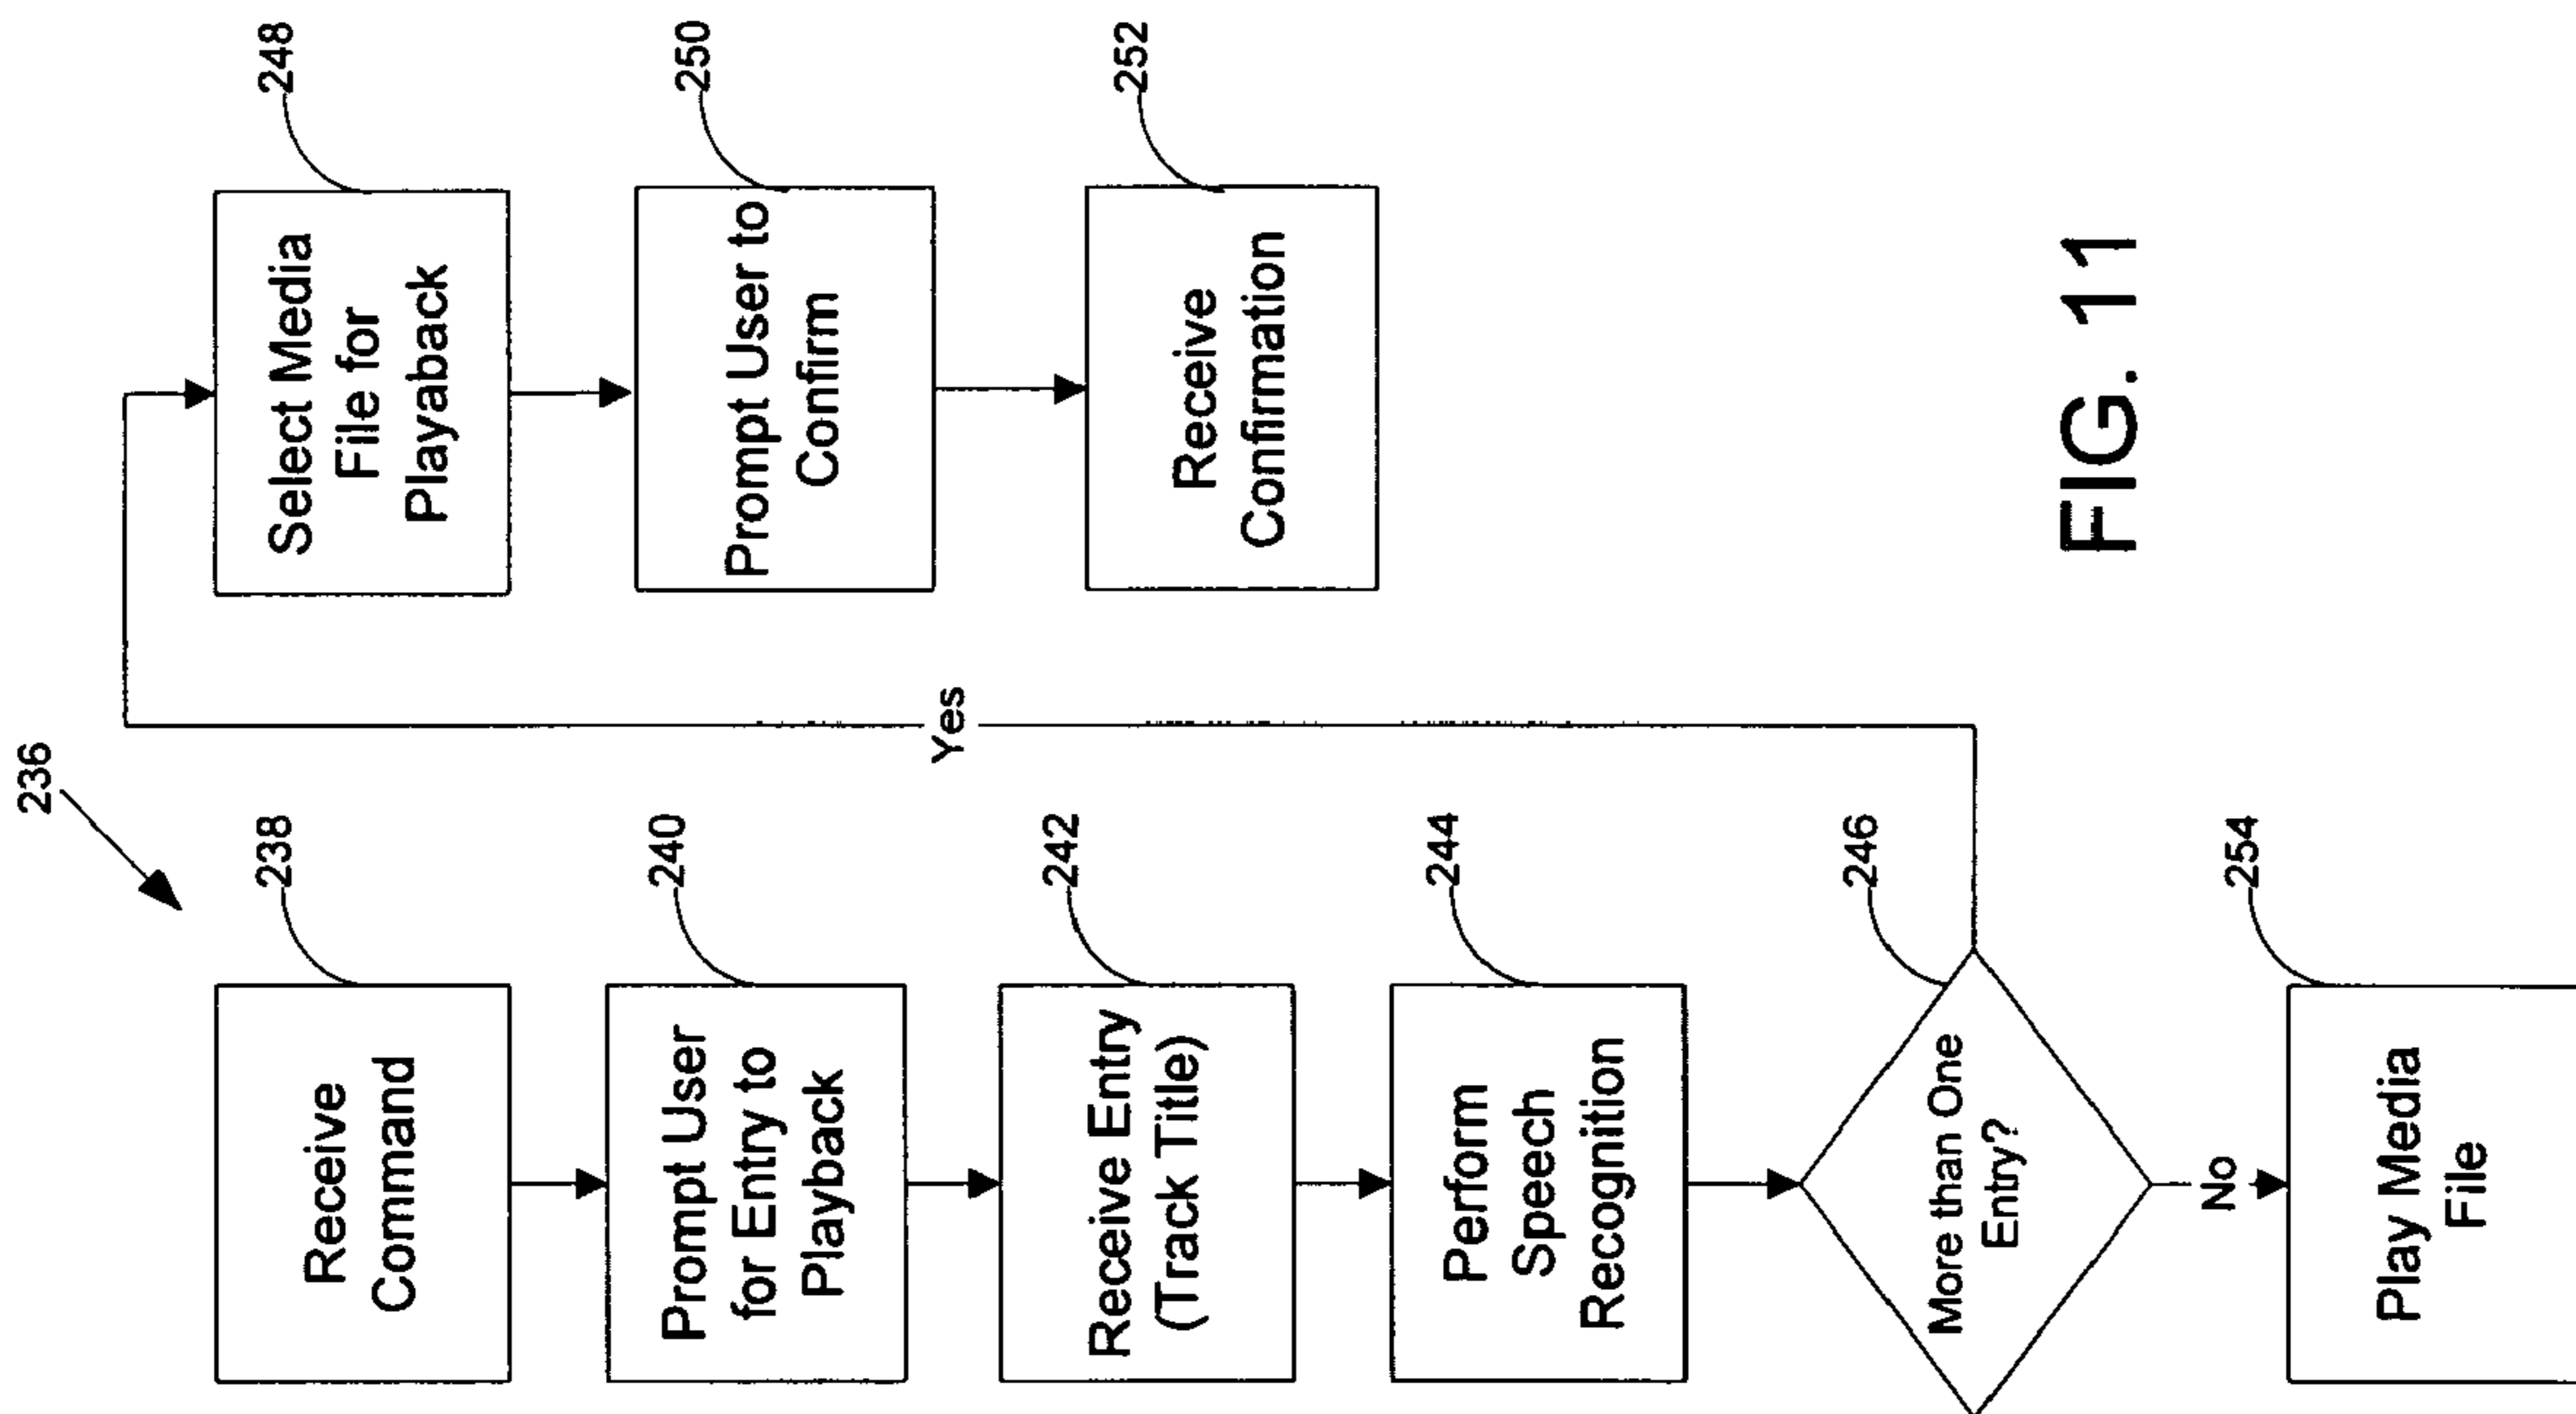 236
238
Receive
Command
240
Prompt User
for Entry to
Playback
242
Receive Entry
(Track Title)
244
Perform
Speech
Recognition
246
More than One
Entry?
Yes
No
254
Play Media
File
248
Select Media
File for
Playaback
250
Prompt User to
Confirm
252
Receive
Confirmation
FIG. 11